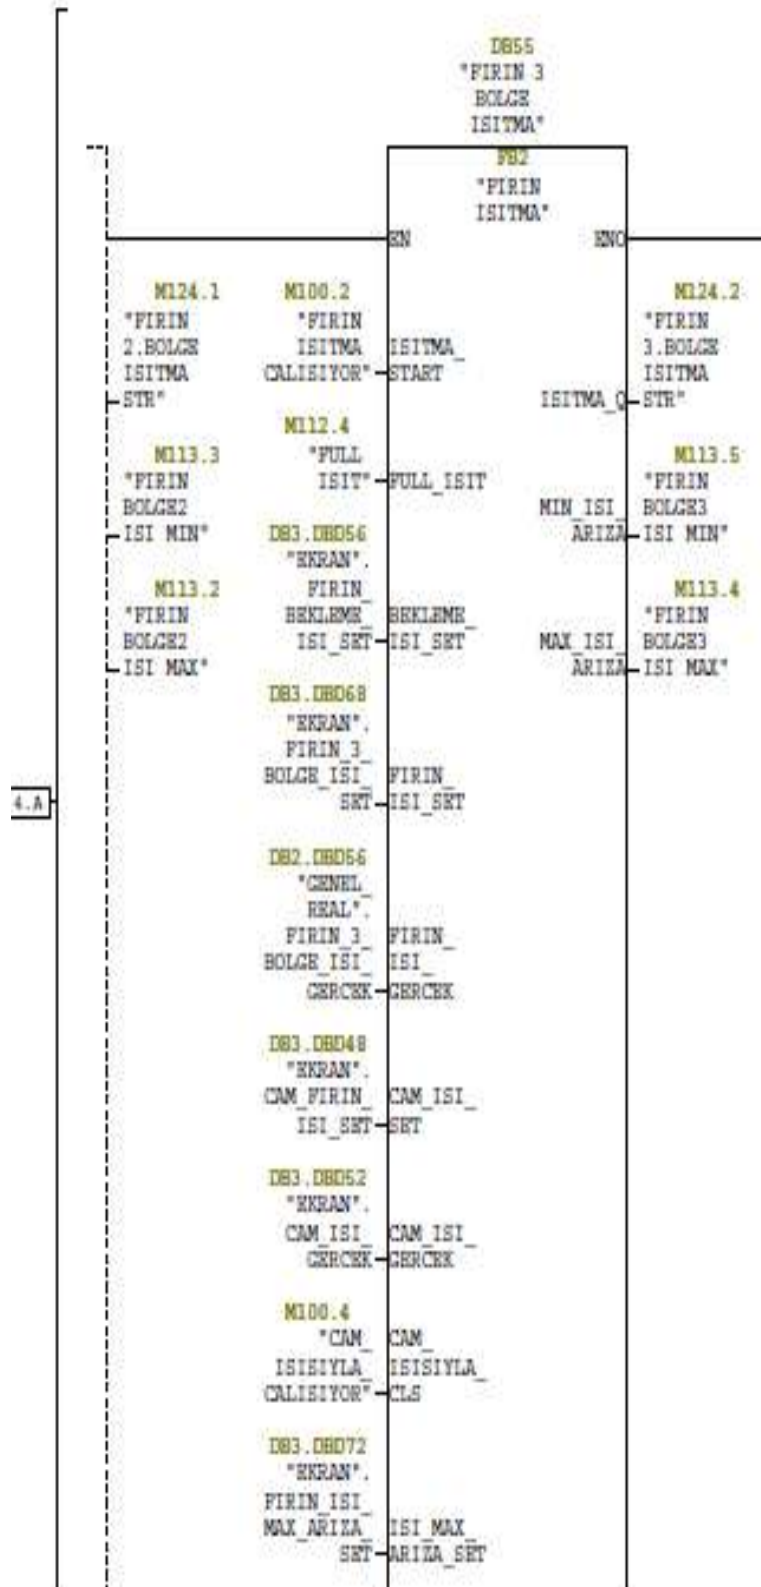 DB55
"FIRIN 3
BOLGE
ISITMA"
FB2
"FIRIN
ISITMA"
EN
ENO
M124.1
"FIRIN
2.BOLGE
ISITMA
STR"
M113.3
"FIRIN
BOLGE2
ISI MIN"
M113.2
"FIRIN
BOLGE2
ISI MAX"
4.A
M100.2
"FIRIN
ISITMA
CALISIYOR"
ISITMA_
START
M112.4
"FULL
ISIT"
FULL_ISIT
DB3.DBD56
"EKRAN".
FIRIN_
BEKLEME_
ISI_SET
BEKLEME_
ISI_SET
DB3.DBD68
"EKRAN".
FIRIN_3_
BOLGE_ISI_
SET
FIRIN_
ISI_SET
DB2.DBD56
"GENEL_
REAL".
FIRIN_3_
BOLGE_ISI_
GERCEK
FIRIN_
ISI_
GERCEK
DB3.DBD48
"EKRAN".
CAM_FIRIN_
ISI_SET
CAM_ISI_
SET
DB3.DBD52
"EKRAN".
CAM_ISI_
GERCEK
CAM_ISI_
GERCEK
M100.4
"CAM_
ISISIYLA_
CALISIYOR"
CAM_
ISISIYLA_
CLS
DB3.DBD72
"EKRAN".
FIRIN_ISI_
MAX_ARIZA_
SET
ISI_MAX_
ARIZA_SET
ISITMA_Q
M124.2
"FIRIN
3.BOLGE
ISITMA
STR"
MIN_ISI_
ARIZA
M113.5
"FIRIN
BOLGE3
ISI MIN"
MAX_ISI_
ARIZA
M113.4
"FIRIN
BOLGE3
ISI MAX"